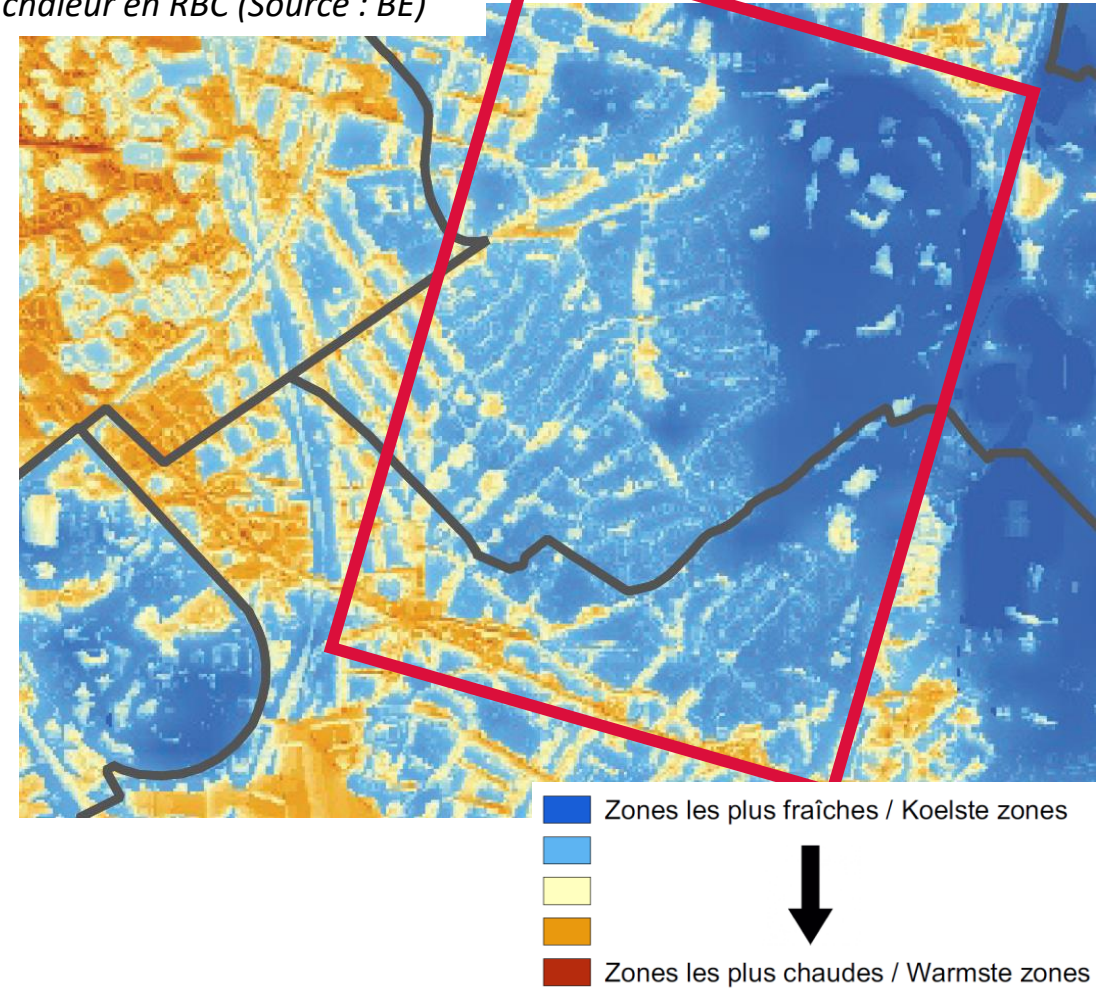 chaleur en RBC (Source : BE)
Zones les plus fraîches / Koelste zones
Zones les plus chaudes / Warmste zones